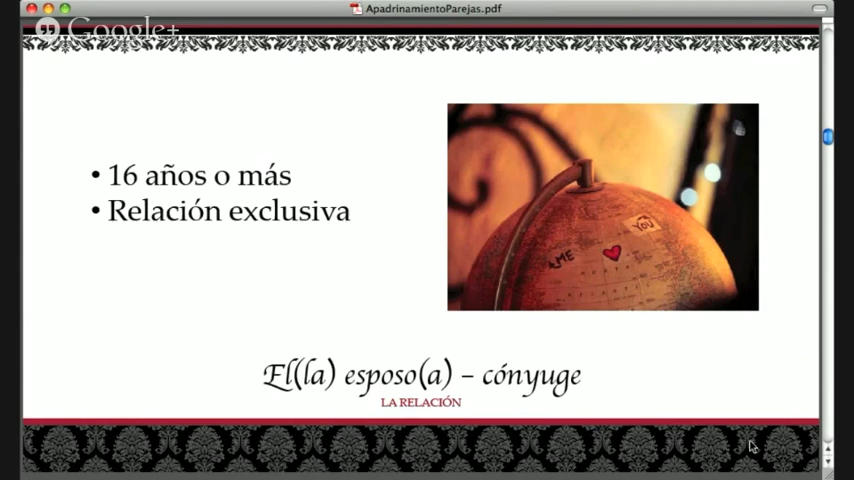 ApadrinamientoParejas.pdf
Google+
• 16 años o más
• Relación exclusiva
ME
YOU
El(la) esposo(a) – cónyuge
LA RELACIÓN